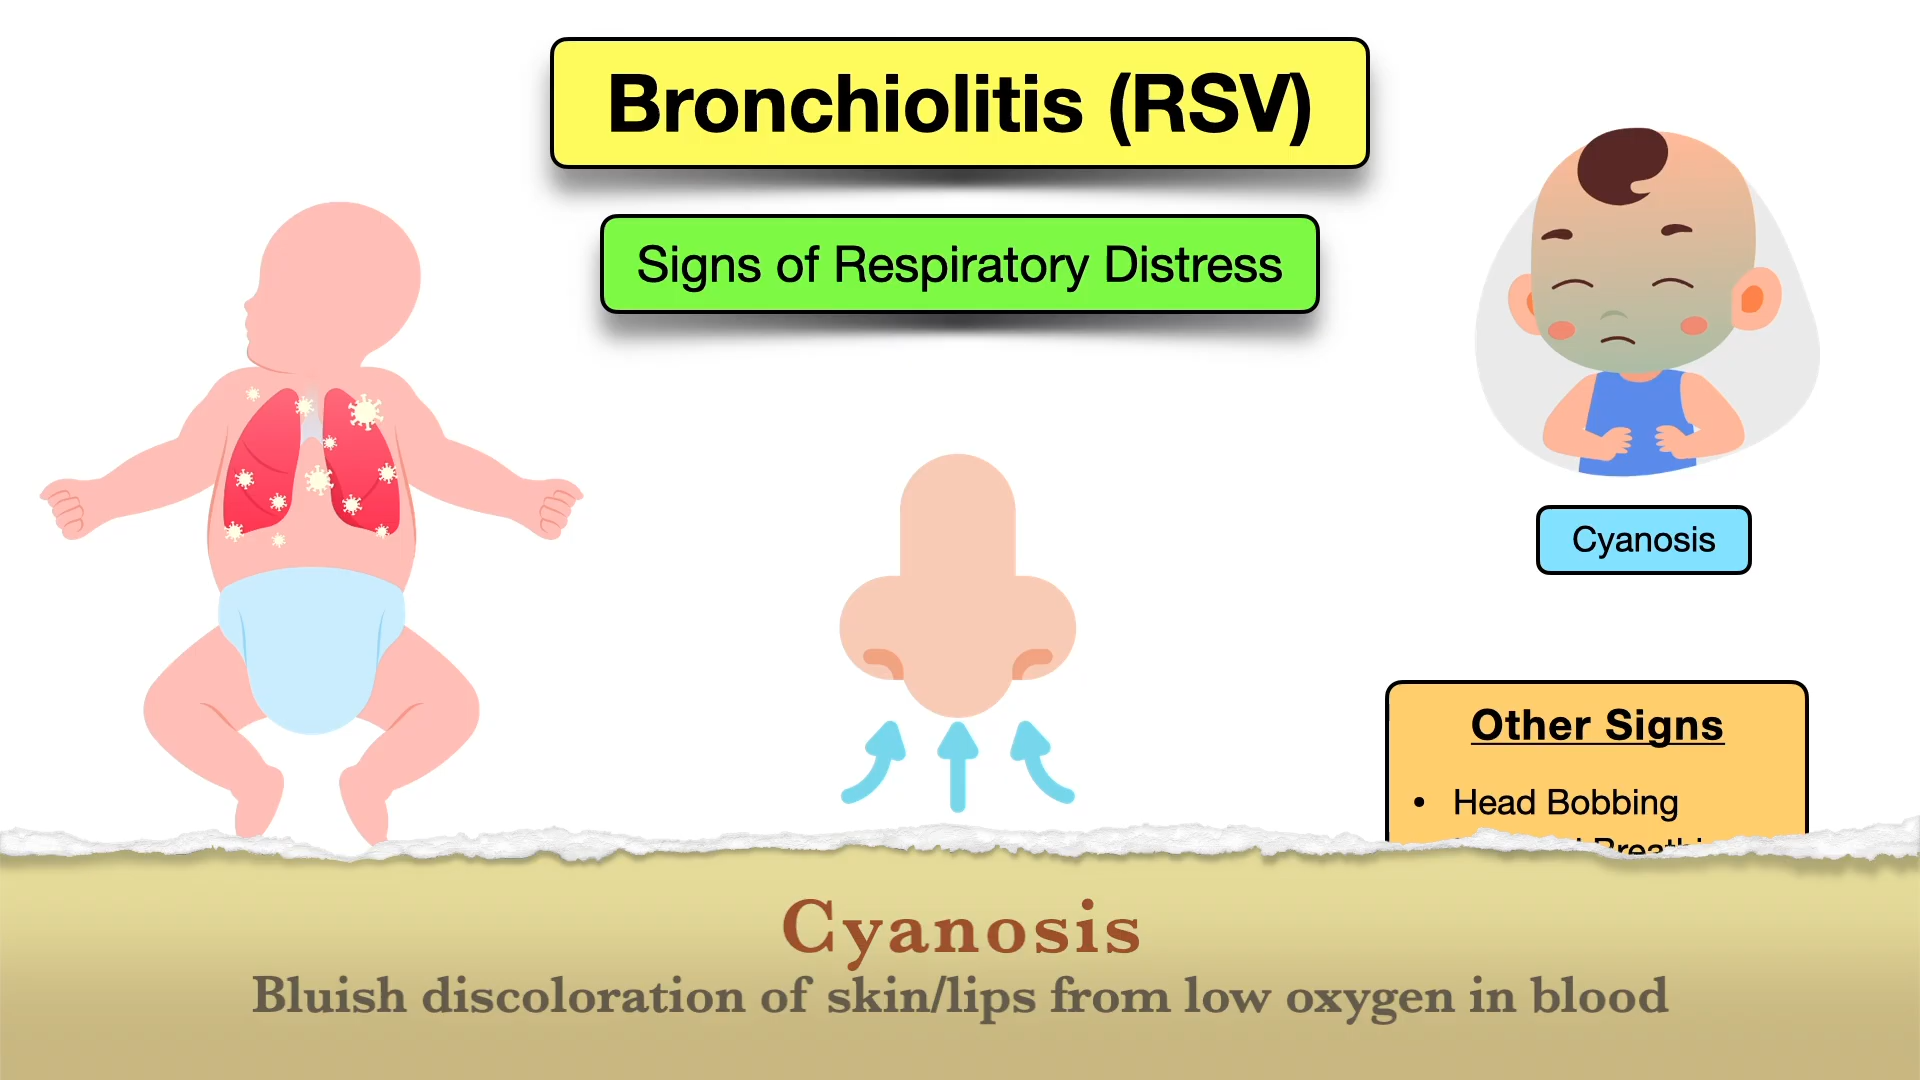 Bronchiolitis (RSV)
Signs of Respiratory Distress
Cyanosis
Other Signs
• Head Bobbing
Cyanosis
Bluish discoloration of skin/lips from low oxygen in blood